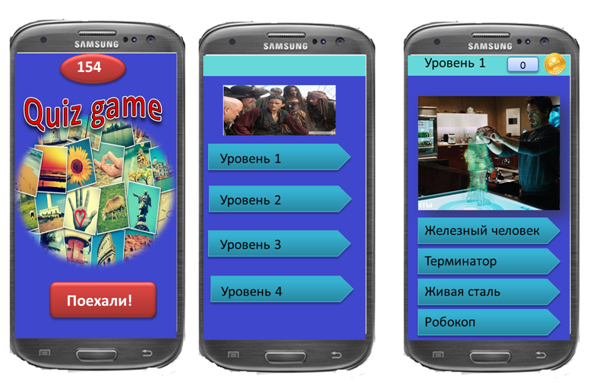 SAMSUNG
154
Quiz game
Поехали!
SAMSUNG
Уровень 1
Уровень 2
Уровень 3
Уровень 4
SAMSUNG
Уровень 1
0
Железный человек
Терминатор
Живая сталь
Робокоп